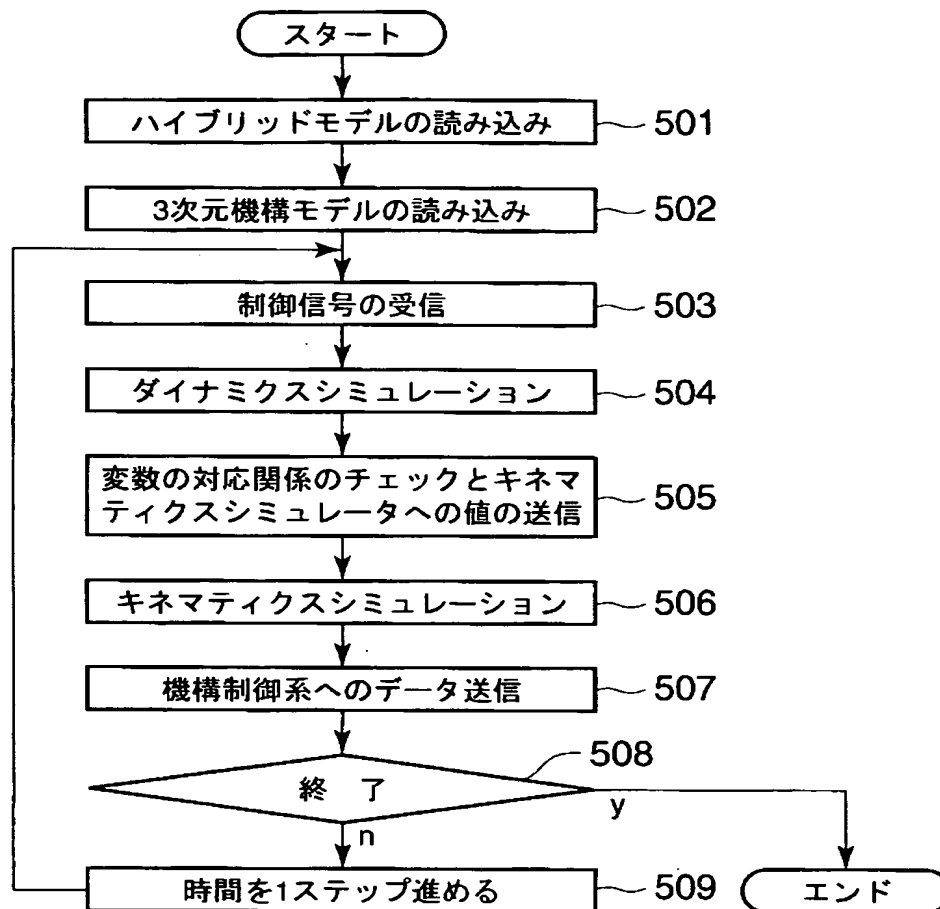 スタート
ハイブリッドモデルの読み込み
501
3次元機構モデルの読み込み
502
制御信号の受信
503
ダイナミクスシミュレーション
504
変数の対応関係のチェックとキネマ
ティクスシミュレータへの値の送信
505
キネマティクスシミュレーション
506
機構制御系へのデータ送信
507
508
終 了
y
n
時間を1ステップ進める
509
エンド